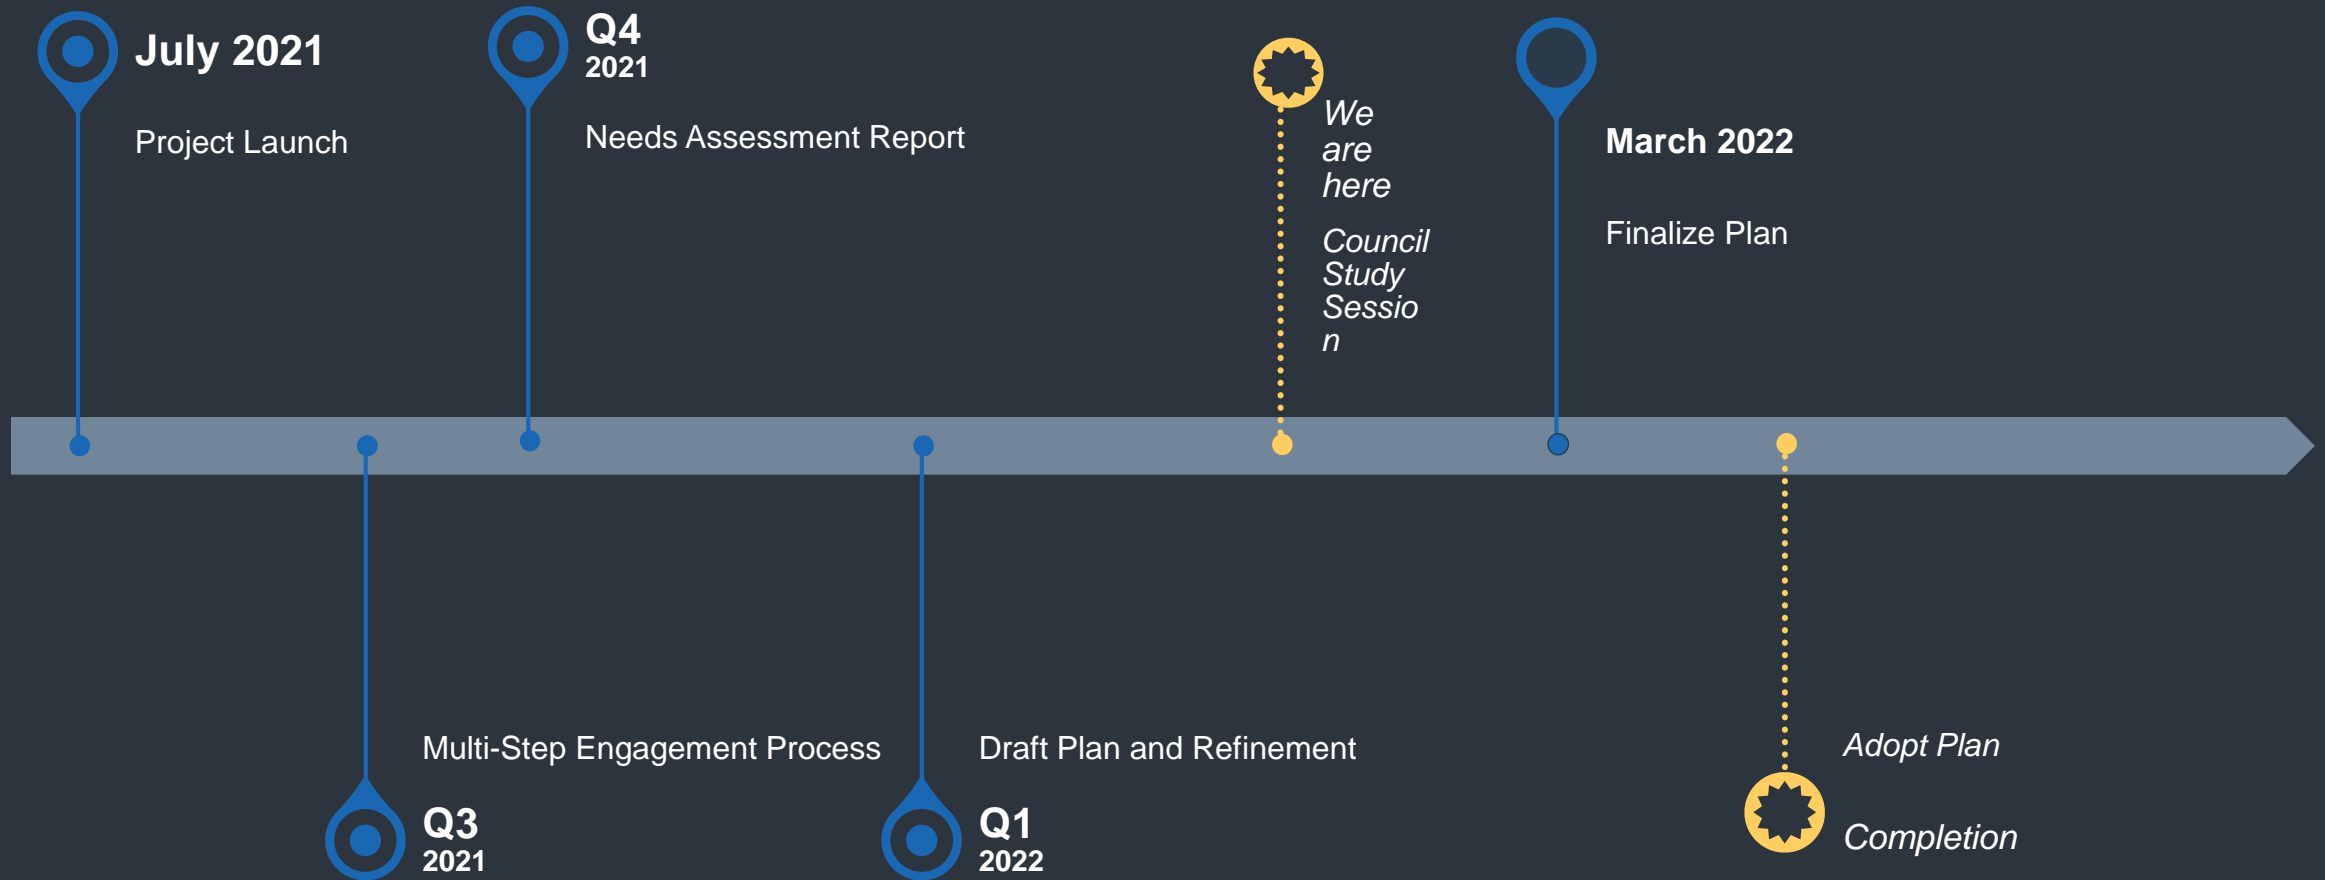 July 2021
Project Launch
Q4
2021
Needs Assessment Report
We
are
here
Council
Study
Sessio
n
March 2022
Finalize Plan
Multi-Step Engagement Process
Q3
2021
Draft Plan and Refinement
Q1
2022
Adopt Plan
Completion